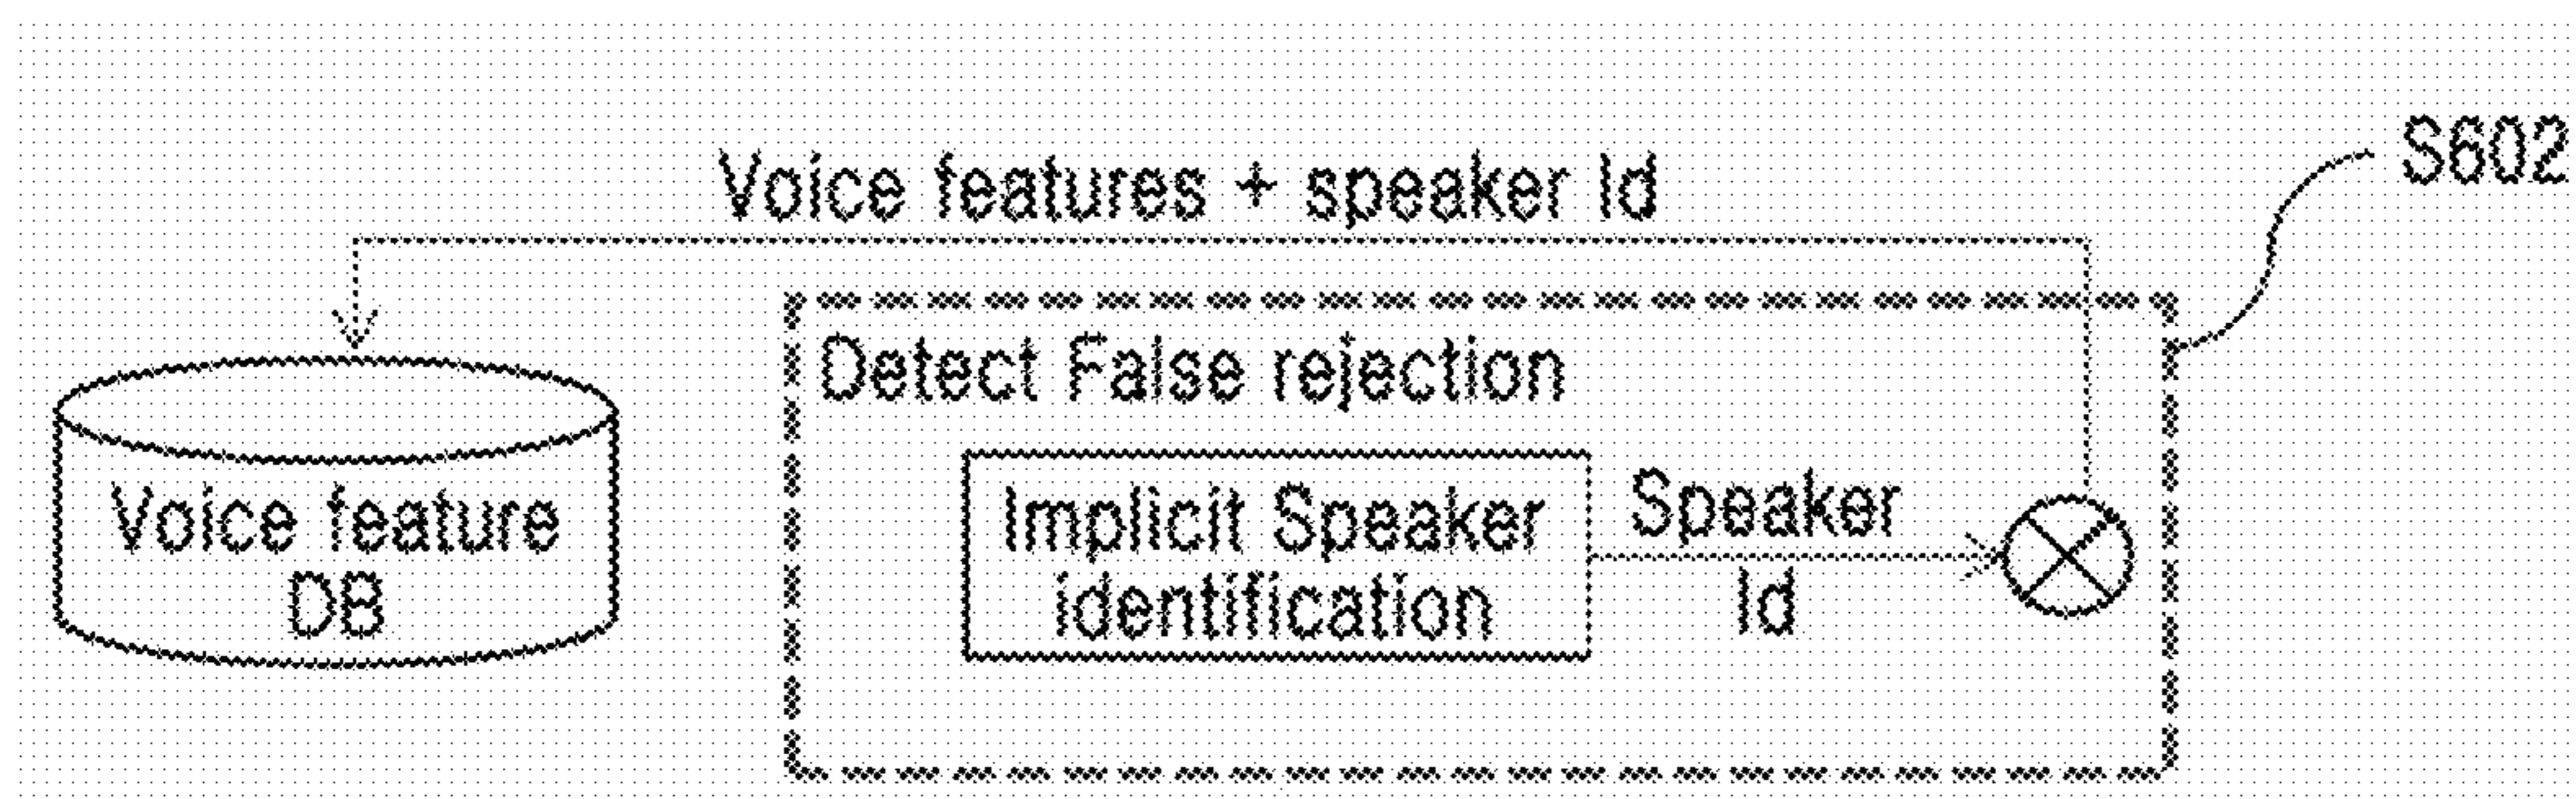 S602
Voice features + speaker Id
Detect False rejection
Voice feature
DB
Implicit Speaker
identification
Speaker
Id